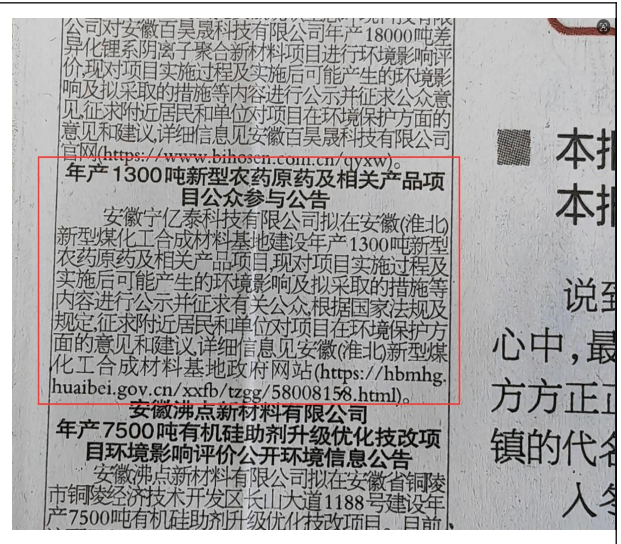 公司对安徽百昊晟科技有限公司年产18000吨差
异化锂系阴离子聚合新材料项目进行环境影响评
价,现对项目实施过程及实施后可能产生的环境影
响及拟采取的措施等内容进行公示,并征求公众意
见,征求附近居民和单位对项目在环境保护方面的
意见和建议,详细信息见安徽百昊晟科技有限公司
官网(https://www.bihosen.com.cn/qyxw)。
年产1300吨新型农药原药及相关产品项
目公众参与公告
安徽宁亿泰科技有限公司拟在安徽(淮北)
新型煤化工合成材料基地建设年产1300吨新型
农药原药及相关产品项目,现对项目实施过程及
实施后可能产生的环境影响及拟采取的措施等
内容进行公示并征求有关公众,根据国家法规及
规定,征求附近居民和单位对项目在环境保护方
面的意见和建议,详细信息见安徽(淮北)新型煤
化工合成材料基地政府网站(https://hbmhg.
huaibei.gov.cn/xxfb/tzgg/58008158.html)。
安徽沸点新材料有限公司
年产7500吨有机硅助剂升级优化技改项
目环境影响评价公开环境信息公告
安徽沸点新材料有限公司拟在安徽省铜陵
市铜陵经济技术开发区长山大道1188号建设年
产7500吨有机硅助剂升级优化技改项目。目前,
本报
本报
说到
心中,最
方方正正
镇的代名
人冬